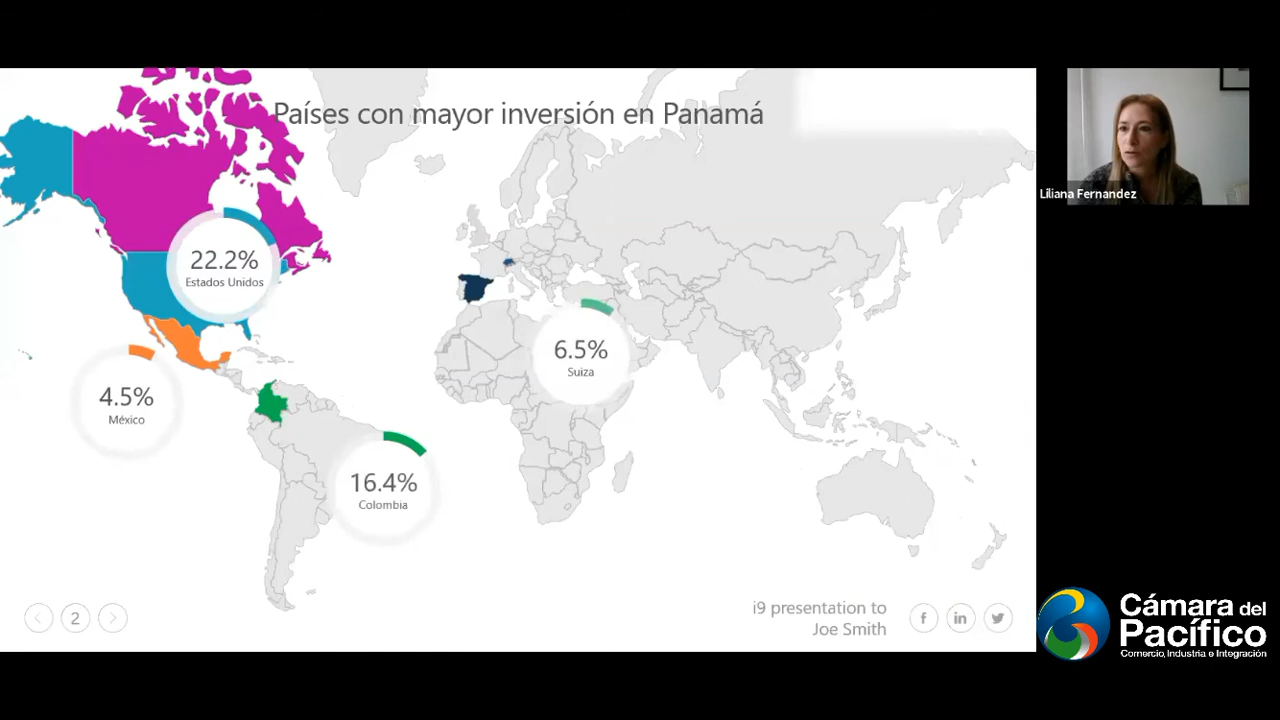 Países con mayor inversión en Panamá
Liliana Fernandez
22.2%
Estados Unidos
6.5%
Suiza
4.5%
México
16.4%
Colombia
2
i9 presentation to
Joe Smith
f
in
Cámara del
Pacífico
Comercio, Industria e Integración